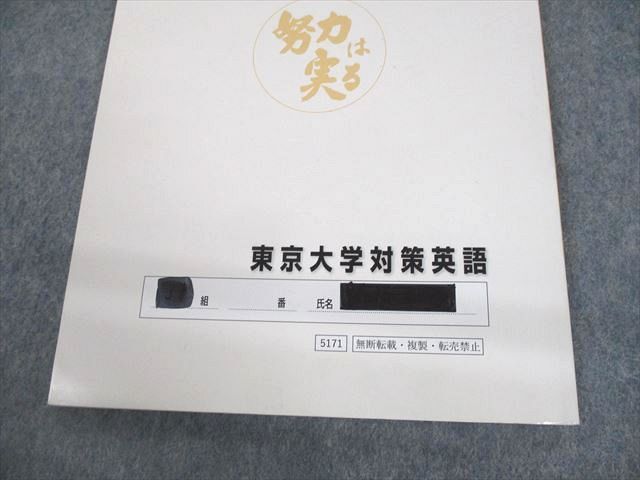 努力は
実る
東京大学対策英語
組 番 氏名
5171 無断転載・複製・転売禁止